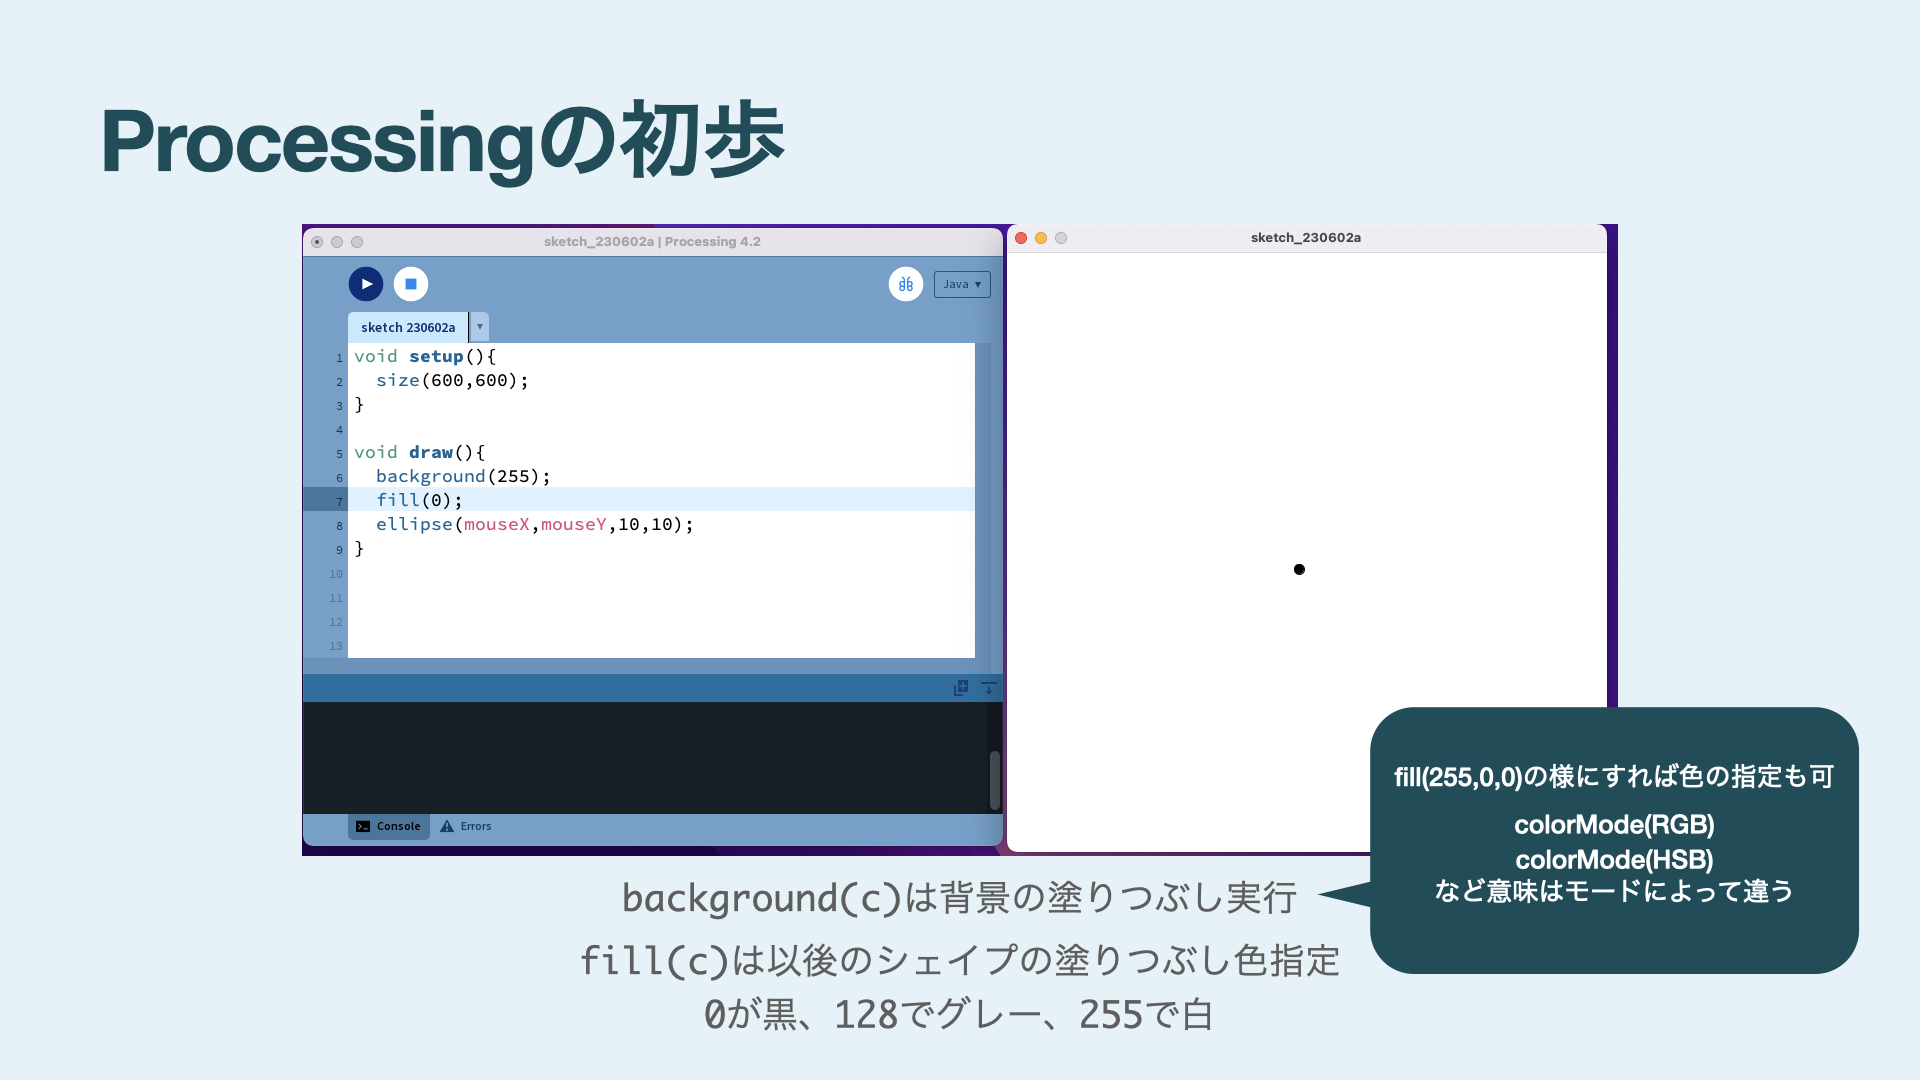 Processingの初歩
sketch_230602a | Processing 4.2
Java ▾
sketch 230602a ▾
1 void setup(){
2   size(600,600);
3 }
4
5 void draw(){
6   background(255);
7   fill(0);
8   ellipse(mouseX,mouseY,10,10);
9 }
10
11
12
13
Console
Errors
sketch_230602a
fill(255,0,0)の様にすれば色の指定も可
colorMode(RGB)
colorMode(HSB)
など意味はモードによって違う
background(c)は背景の塗りつぶし実行
fill(c)は以後のシェイプの塗りつぶし色指定
0が黒、128でグレー、255で白